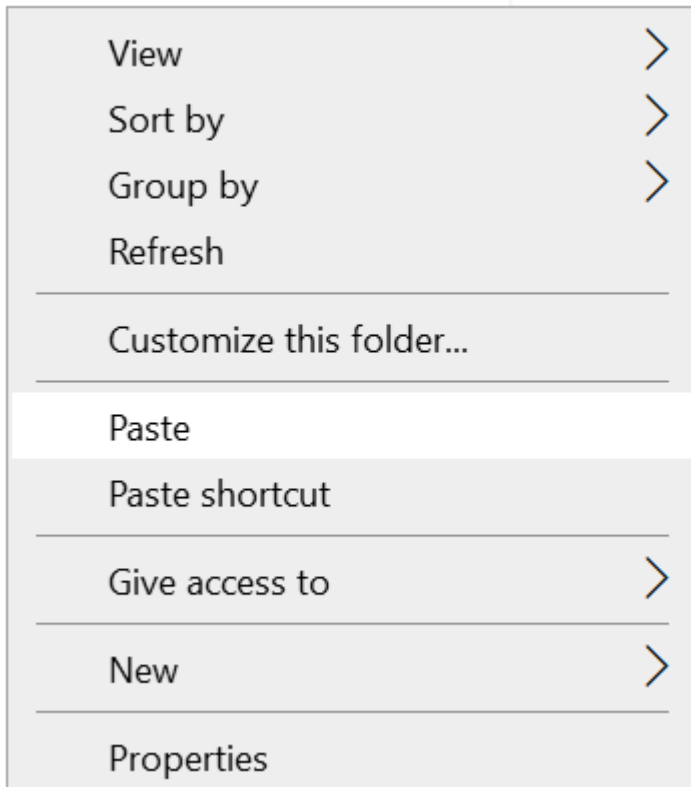 View
Sort by
Group by
Refresh
Customize this folder...
Paste
Paste shortcut
Give access to
New
Properties